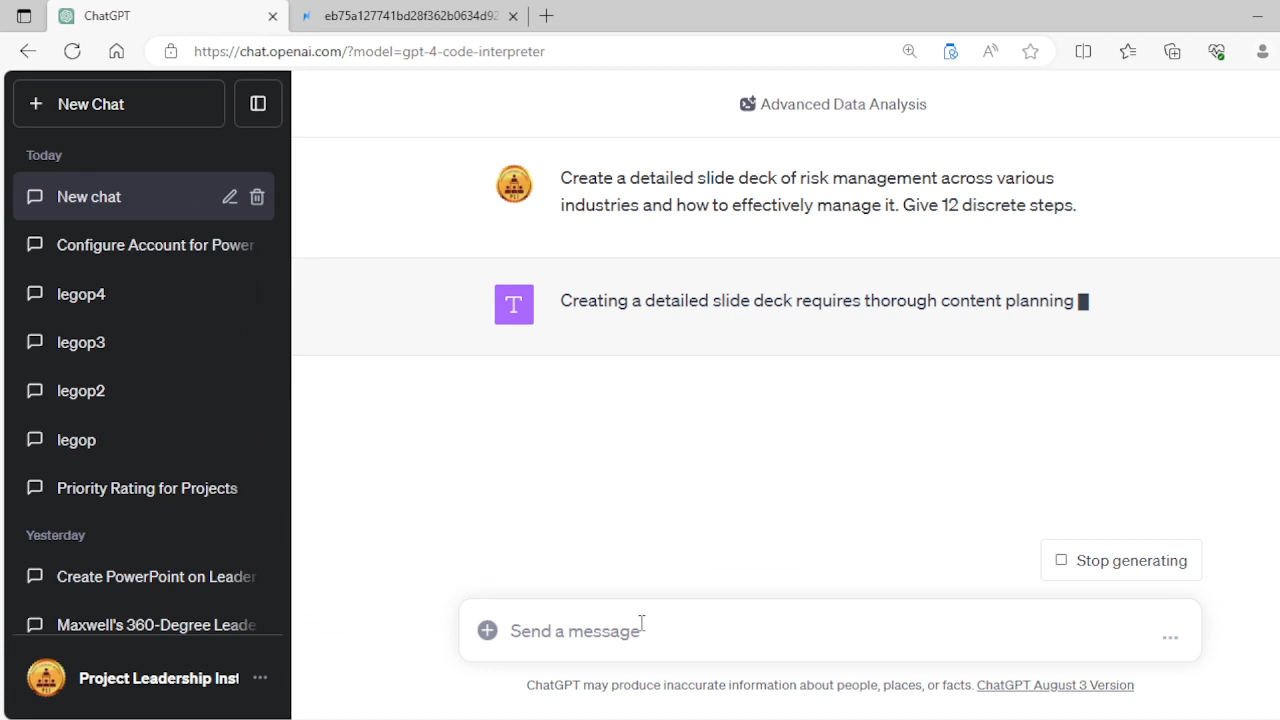 ChatGPT
eb75a127741bd28f362b0634d92
https://chat.openai.com/?model=gpt-4-code-interpreter
New Chat
Today
New chat
Configure Account for Power
legop4
legop3
legop2
legop
Priority Rating for Projects
Yesterday
Create PowerPoint on Leader
Maxwell's 360-Degree Leade
Project Leadership Inst
Advanced Data Analysis
Create a detailed slide deck of risk management across various
industries and how to effectively manage it. Give 12 discrete steps.
T
Creating a detailed slide deck requires thorough content planning
Stop generating
Send a message
ChatGPT may produce inaccurate information about people, places, or facts. ChatGPT August 3 Version